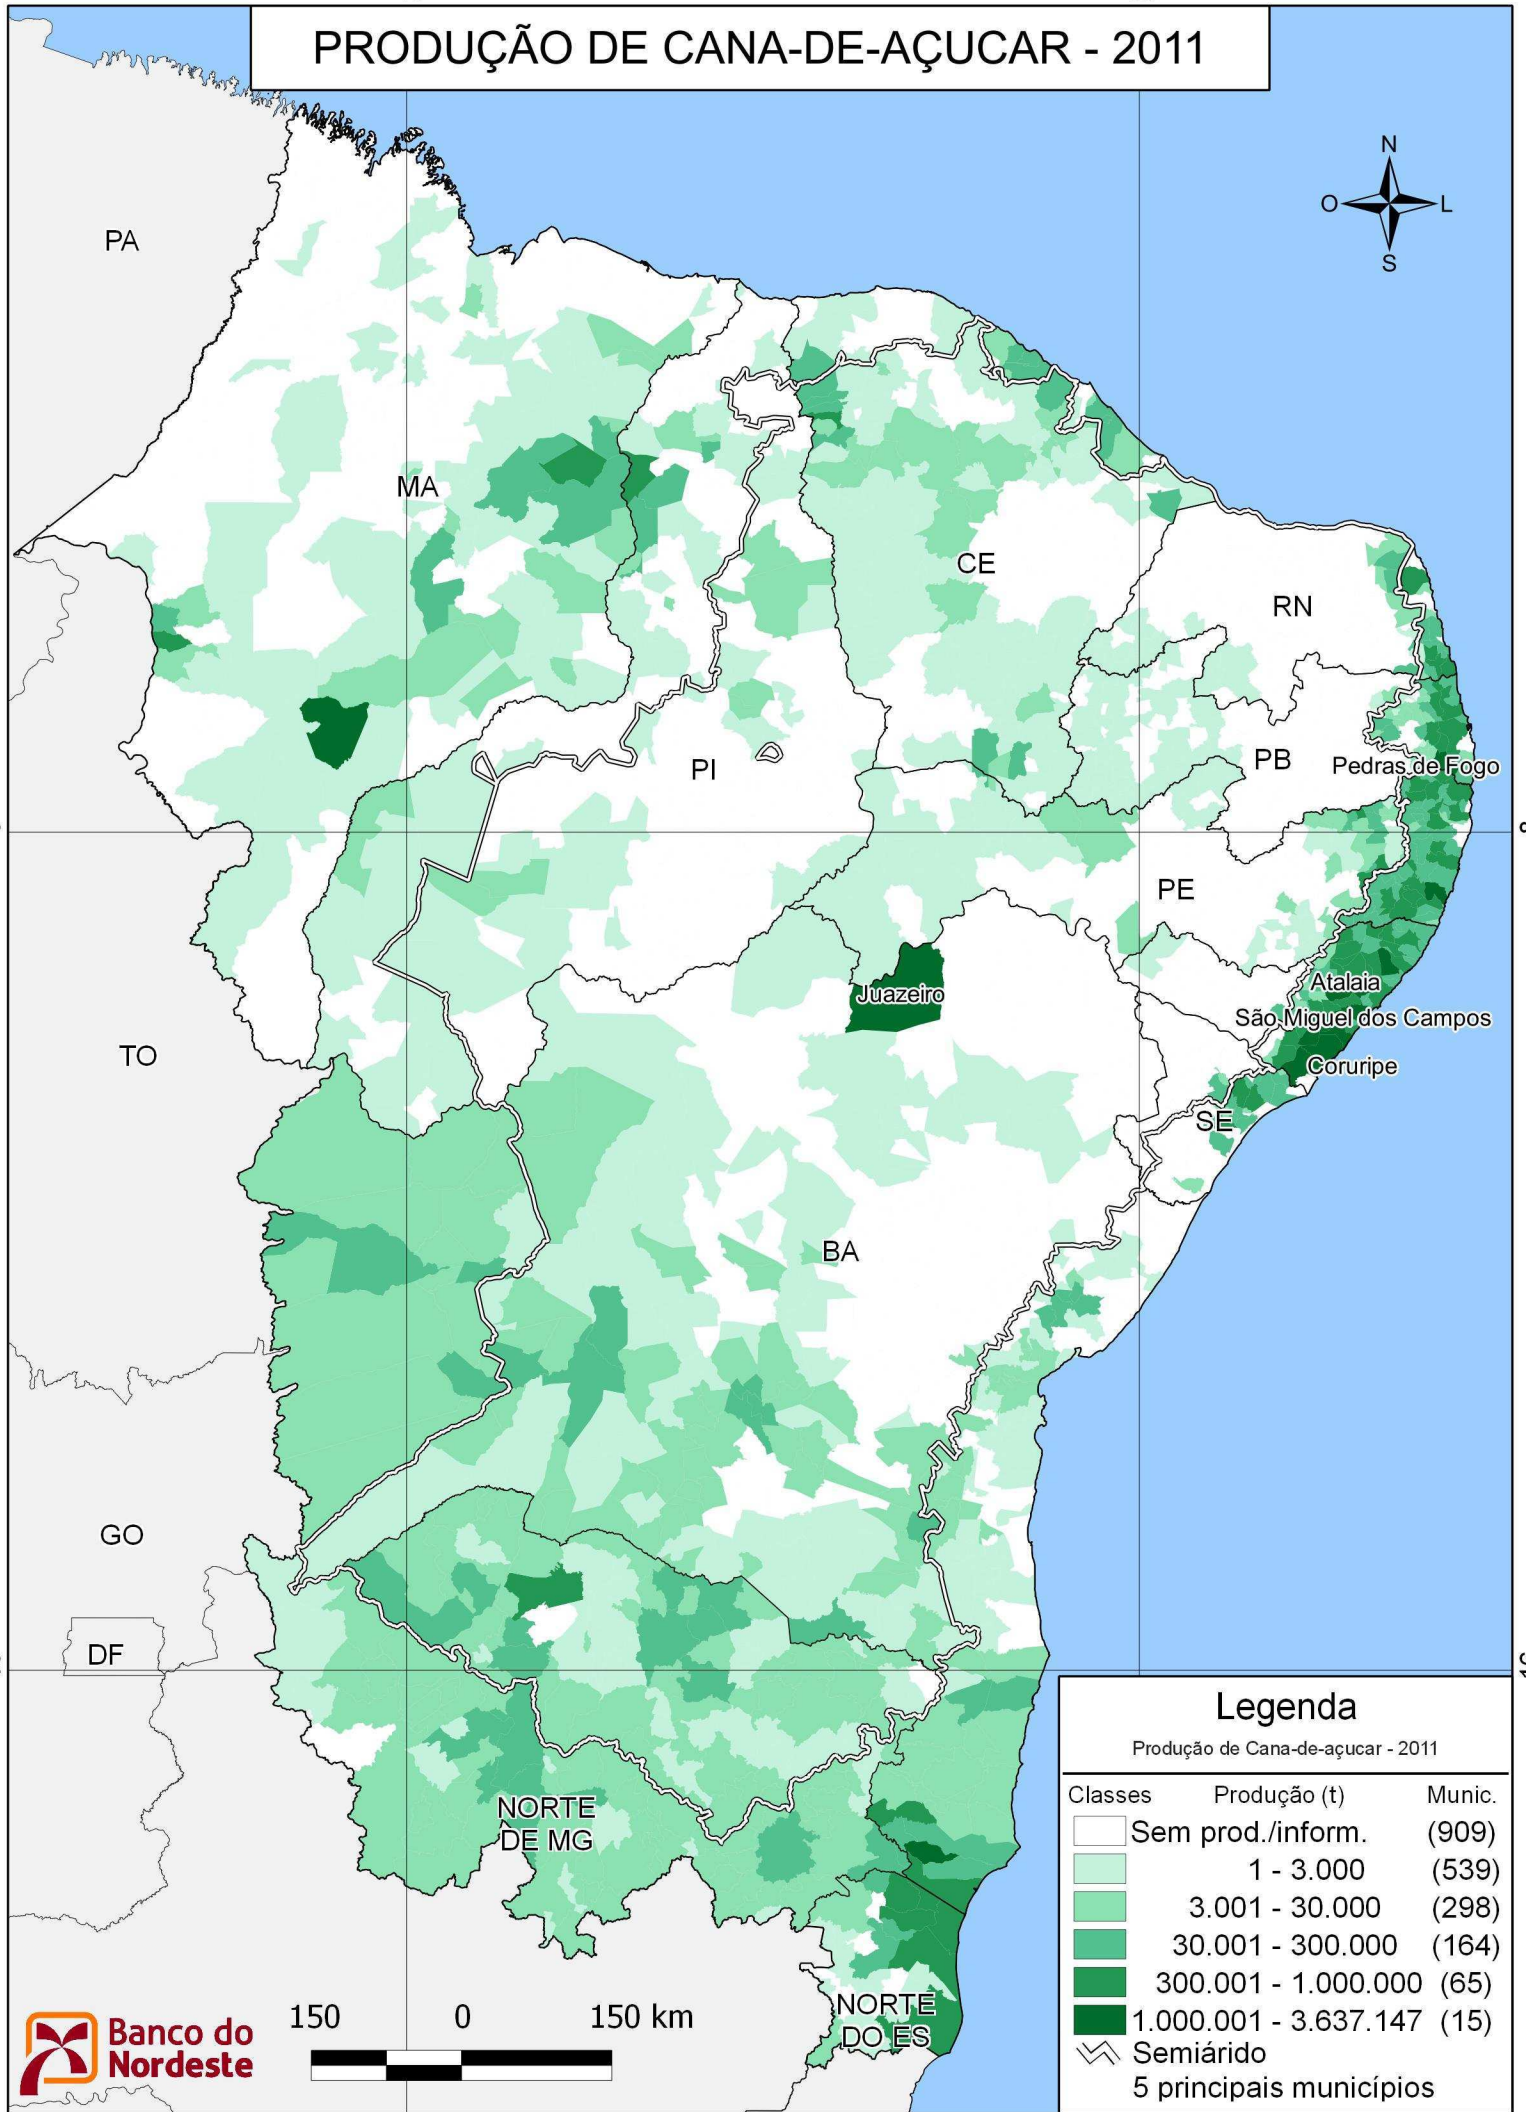 PRODUÇÃO DE CANA-DE-AÇUCAR - 2011
N
O
L
S
PA
MA
CE
RN
PB
Pedras de Fogo
PI
PE
Juazeiro
Atalaia
São Miguel dos Campos
Coruripe
TO
SE
BA
GO
DF
NORTE
DE MG
NORTE
DO ES
Legenda
Produção de Cana-de-açucar - 2011
Classes Produção (t) Munic.
Sem prod./inform. (909)
1 - 3.000 (539)
3.001 - 30.000 (298)
30.001 - 300.000 (164)
300.001 - 1.000.000 (65)
1.000.001 - 3.637.147 (15)
Semiárido
5 principais municípios
150 0 150 km
Banco do
Nordeste